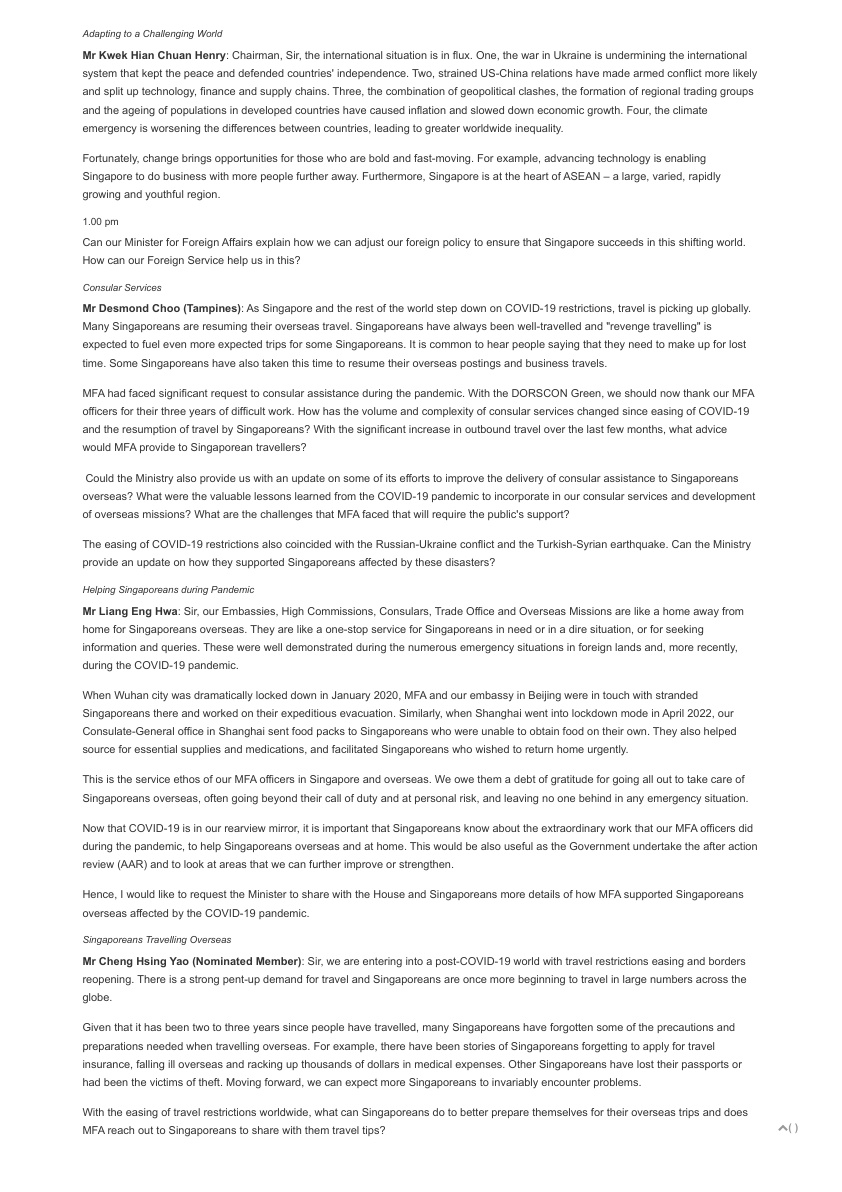 Adapting to a Challenging World
Mr Kwek Hian Chuan Henry: Chairman, Sir, the international situation is in flux. One, the war in Ukraine is undermining the international
system that kept the peace and defended countries' independence. Two, strained US-China relations have made armed conflict more likely
and split up technology, finance and supply chains. Three, the combination of geopolitical clashes, the formation of regional trading groups
and the ageing of populations in developed countries have caused inflation and slowed down economic growth. Four, the climate
emergency is worsening the differences between countries, leading to greater worldwide inequality.
Fortunately, change brings opportunities for those who are bold and fast-moving. For example, advancing technology is enabling
Singapore to do business with more people further away. Furthermore, Singapore is at the heart of ASEAN – a large, varied, rapidly
growing and youthful region.
1.00 pm
Can our Minister for Foreign Affairs explain how we can adjust our foreign policy to ensure that Singapore succeeds in this shifting world.
How can our Foreign Service help us in this?
Consular Services
Mr Desmond Choo (Tampines): As Singapore and the rest of the world step down on COVID-19 restrictions, travel is picking up globally.
Many Singaporeans are resuming their overseas travel. Singaporeans have always been well-travelled and "revenge travelling" is
expected to fuel even more expected trips for some Singaporeans. It is common to hear people saying that they need to make up for lost
time. Some Singaporeans have also taken this time to resume their overseas postings and business travels.
MFA had faced significant request to consular assistance during the pandemic. With the DORSCON Green, we should now thank our MFA
officers for their three years of difficult work. How has the volume and complexity of consular services changed since easing of COVID-19
and the resumption of travel by Singaporeans? With the significant increase in outbound travel over the last few months, what advice
would MFA provide to Singaporean travellers?
Could the Ministry also provide us with an update on some of its efforts to improve the delivery of consular assistance to Singaporeans
overseas? What were the valuable lessons learned from the COVID-19 pandemic to incorporate in our consular services and development
of overseas missions? What are the challenges that MFA faced that will require the public's support?
The easing of COVID-19 restrictions also coincided with the Russian-Ukraine conflict and the Turkish-Syrian earthquake. Can the Ministry
provide an update on how they supported Singaporeans affected by these disasters?
Helping Singaporeans during Pandemic
Mr Liang Eng Hwa: Sir, our Embassies, High Commissions, Consulars, Trade Office and Overseas Missions are like a home away from
home for Singaporeans overseas. They are like a one-stop service for Singaporeans in need or in a dire situation, or for seeking
information and queries. These were well demonstrated during the numerous emergency situations in foreign lands and, more recently,
during the COVID-19 pandemic.
When Wuhan city was dramatically locked down in January 2020, MFA and our embassy in Beijing were in touch with stranded
Singaporeans there and worked on their expeditious evacuation. Similarly, when Shanghai went into lockdown mode in April 2022, our
Consulate-General office in Shanghai sent food packs to Singaporeans who were unable to obtain food on their own. They also helped
source for essential supplies and medications, and facilitated Singaporeans who wished to return home urgently.
This is the service ethos of our MFA officers in Singapore and overseas. We owe them a debt of gratitude for going all out to take care of
Singaporeans overseas, often going beyond their call of duty and at personal risk, and leaving no one behind in any emergency situation.
Now that COVID-19 is in our rearview mirror, it is important that Singaporeans know about the extraordinary work that our MFA officers did
during the pandemic, to help Singaporeans overseas and at home. This would be also useful as the Government undertake the after action
review (AAR) and to look at areas that we can further improve or strengthen.
Hence, I would like to request the Minister to share with the House and Singaporeans more details of how MFA supported Singaporeans
overseas affected by the COVID-19 pandemic.
Singaporeans Travelling Overseas
Mr Cheng Hsing Yao (Nominated Member): Sir, we are entering into a post-COVID-19 world with travel restrictions easing and borders
reopening. There is a strong pent-up demand for travel and Singaporeans are once more beginning to travel in large numbers across the
globe.
Given that it has been two to three years since people have travelled, many Singaporeans have forgotten some of the precautions and
preparations needed when travelling overseas. For example, there have been stories of Singaporeans forgetting to apply for travel
insurance, falling ill overseas and racking up thousands of dollars in medical expenses. Other Singaporeans have lost their passports or
had been the victims of theft. Moving forward, we can expect more Singaporeans to invariably encounter problems.
With the easing of travel restrictions worldwide, what can Singaporeans do to better prepare themselves for their overseas trips and does
MFA reach out to Singaporeans to share with them travel tips?
( )